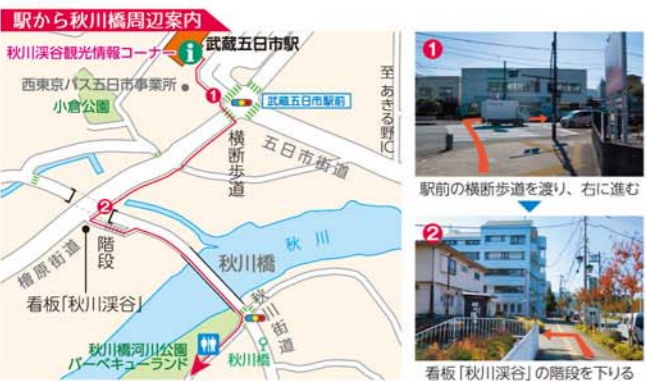 駅から秋川橋周辺案内
秋川渓谷観光情報コーナー
i
武蔵五日市駅
西東京バス五日市事業所
小倉公園
1
武蔵五日市駅前
至 あきる野IC
横断歩道
五日市街道
2
階段
檜原街道
看板「秋川渓谷」
秋川
秋川橋
秋川街道
秋川橋河川公園
バーベキューランド
秋川橋
1
駅前の横断歩道を渡り、右に進む
2
看板「秋川渓谷」の階段を下りる